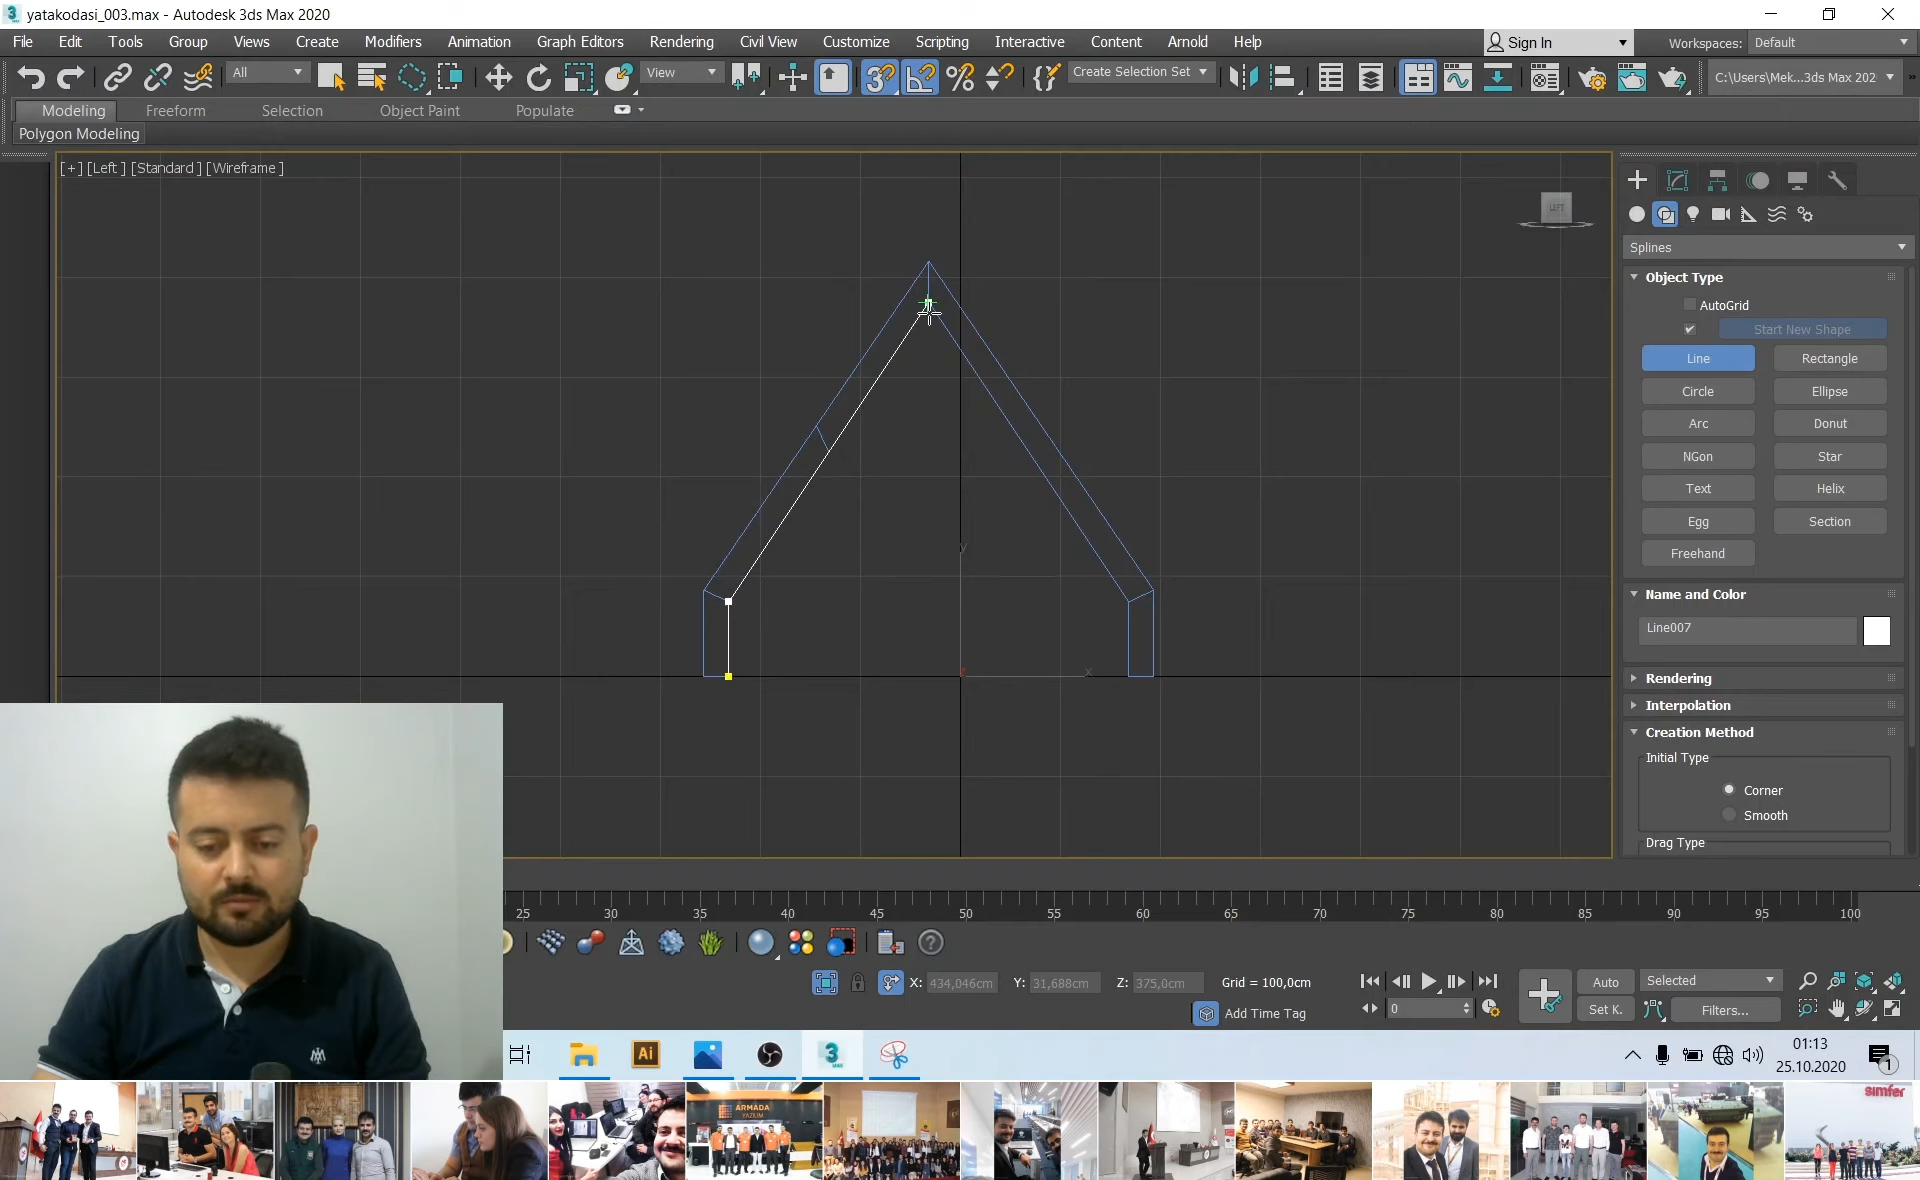 yatakodasi_003.max - Autodesk 3ds Max 2020
File Edit Tools Group Views Create Modifiers Animation Graph Editors Rendering Civil View Customize Scripting Interactive Content Arnold Help
Sign In
Workspaces: Default
All
View
Create Selection Set
C:\Users\Mek...3ds Max 202
Modeling Freeform Selection Object Paint Populate
Polygon Modeling
[+] [Left] [Standard] [Wireframe]
LEFT
y
x
Splines
Object Type
AutoGrid
Start New Shape
Line Rectangle
Circle Ellipse
Arc Donut
NGon Star
Text Helix
Egg Section
Freehand
Name and Color
Line007
Rendering
Interpolation
Creation Method
Initial Type
Corner
Smooth
Drag Type
25 30 35 40 45 50 55 60 65 70 75 80 85 90 95 100
X: 434,046cm Y: 31,688cm Z: 375,0cm Grid = 100,0cm
Add Time Tag
0
Auto Selected
Set K. Filters...
Ai
3
MAX
01:13
25.10.2020
1
ARMADA
YAZILIM
simfer